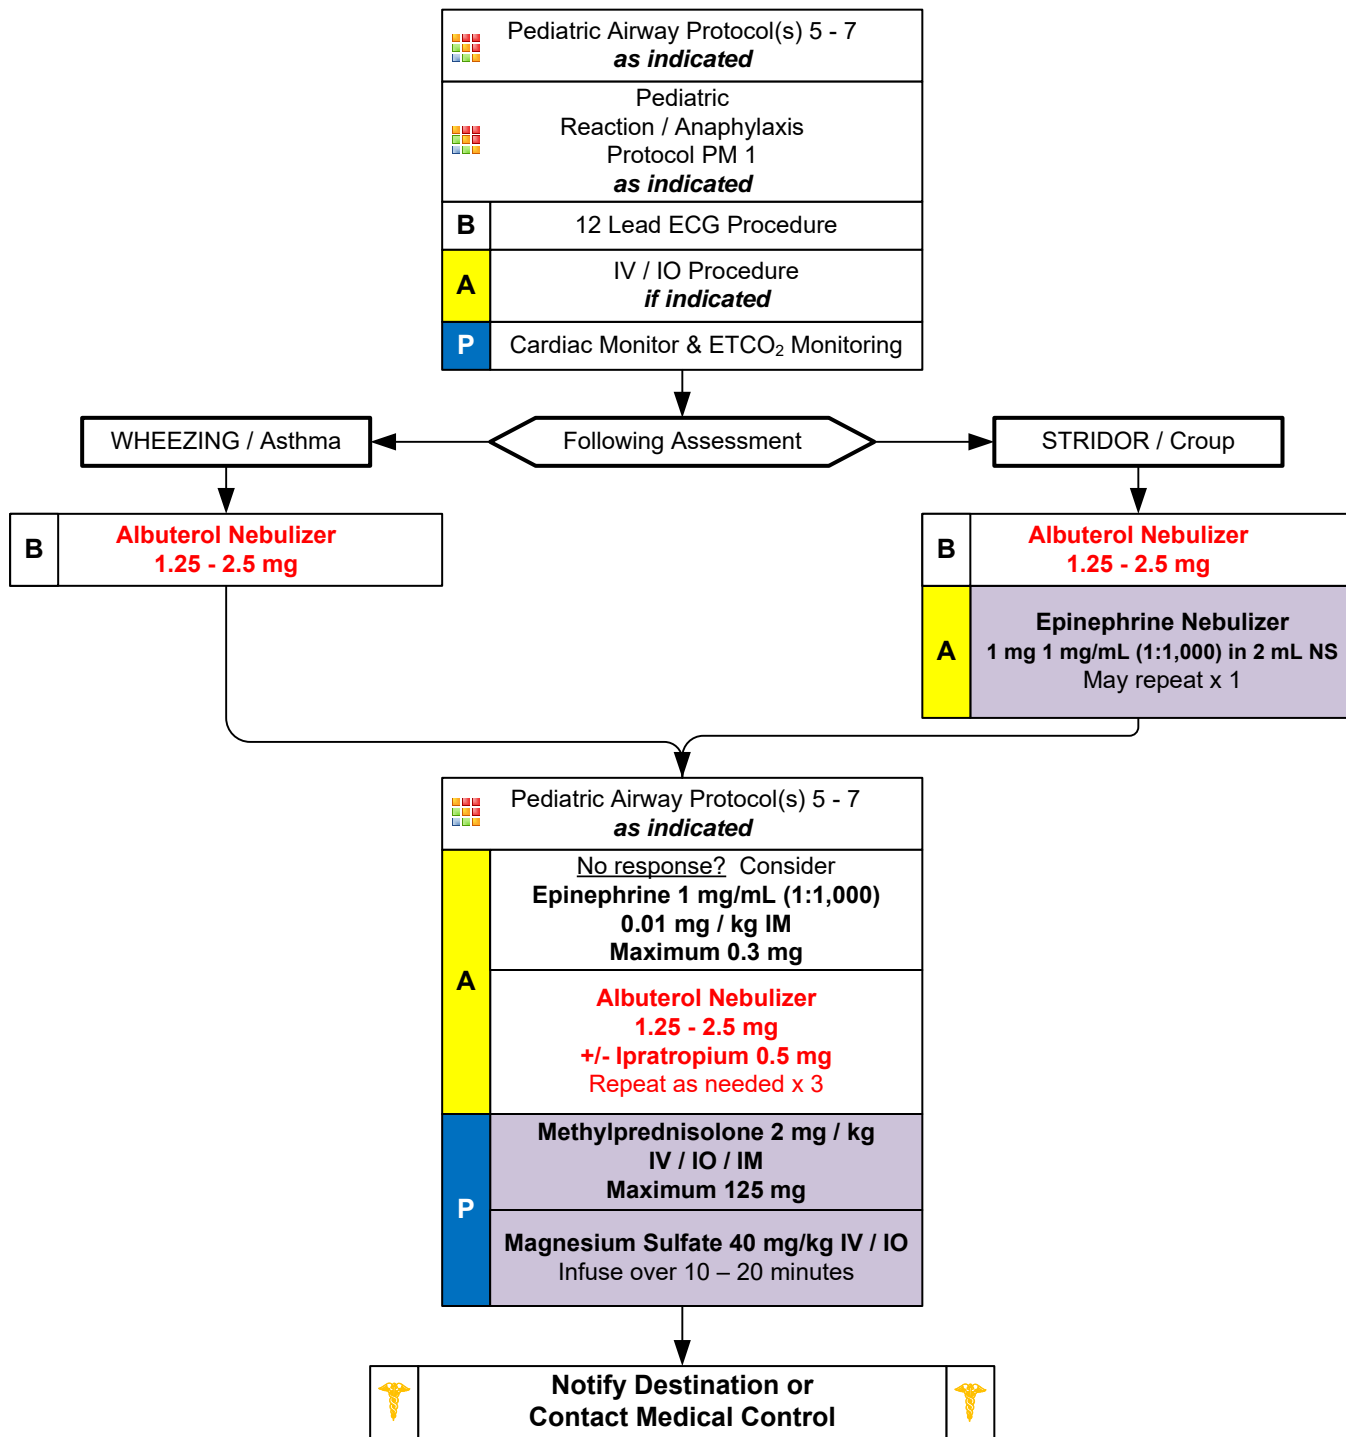 Pediatric Airway Protocol(s) 5 - 7
as indicated
Pediatric
Reaction / Anaphylaxis
Protocol PM 1
as indicated
B
12 Lead ECG Procedure
A
IV / IO Procedure
if indicated
P
Cardiac Monitor & ETCO₂ Monitoring
WHEEZING / Asthma
Following Assessment
STRIDOR / Croup
B
Albuterol Nebulizer
1.25 - 2.5 mg
B
Albuterol Nebulizer
1.25 - 2.5 mg
A
Epinephrine Nebulizer
1 mg 1 mg/mL (1:1,000) in 2 mL NS
May repeat x 1
Pediatric Airway Protocol(s) 5 - 7
as indicated
A
No response? Consider
Epinephrine 1 mg/mL (1:1,000)
0.01 mg / kg IM
Maximum 0.3 mg
Albuterol Nebulizer
1.25 - 2.5 mg
+/- Ipratropium 0.5 mg
Repeat as needed x 3
P
Methylprednisolone 2 mg / kg
IV / IO / IM
Maximum 125 mg
Magnesium Sulfate 40 mg/kg IV / IO
Infuse over 10 – 20 minutes
Notify Destination or
Contact Medical Control